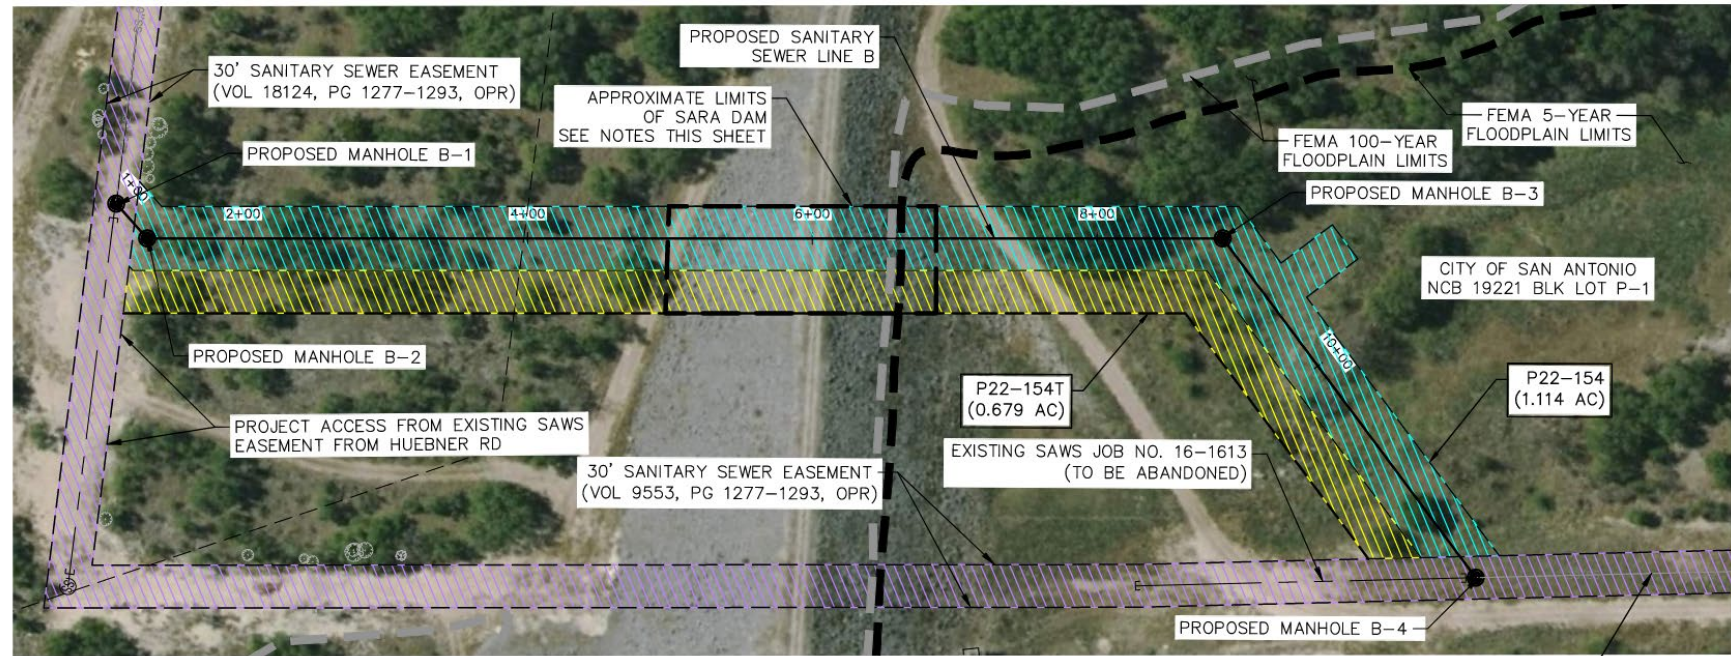 PROPOSED SANITARY
SEWER LINE B
30' SANITARY SEWER EASEMENT
(VOL 18124, PG 1277-1293, OPR)
APPROXIMATE LIMITS
OF SARA DAM
SEE NOTES THIS SHEET
FEMA 5-YEAR
FLOODPLAIN LIMITS
FEMA 100-YEAR
FLOODPLAIN LIMITS
PROPOSED MANHOLE B-1
PROPOSED MANHOLE B-3
1+00
2+00
4+00
6+00
8+00
CITY OF SAN ANTONIO
NCB 19221 BLK LOT P-1
10+00
PROPOSED MANHOLE B-2
P22-154T
(0.679 AC)
P22-154
(1.114 AC)
PROJECT ACCESS FROM EXISTING SAWS
EASEMENT FROM HUEBNER RD
EXISTING SAWS JOB NO. 16-1613
(TO BE ABANDONED)
30' SANITARY SEWER EASEMENT
(VOL 9553, PG 1277-1293, OPR)
PROPOSED MANHOLE B-4